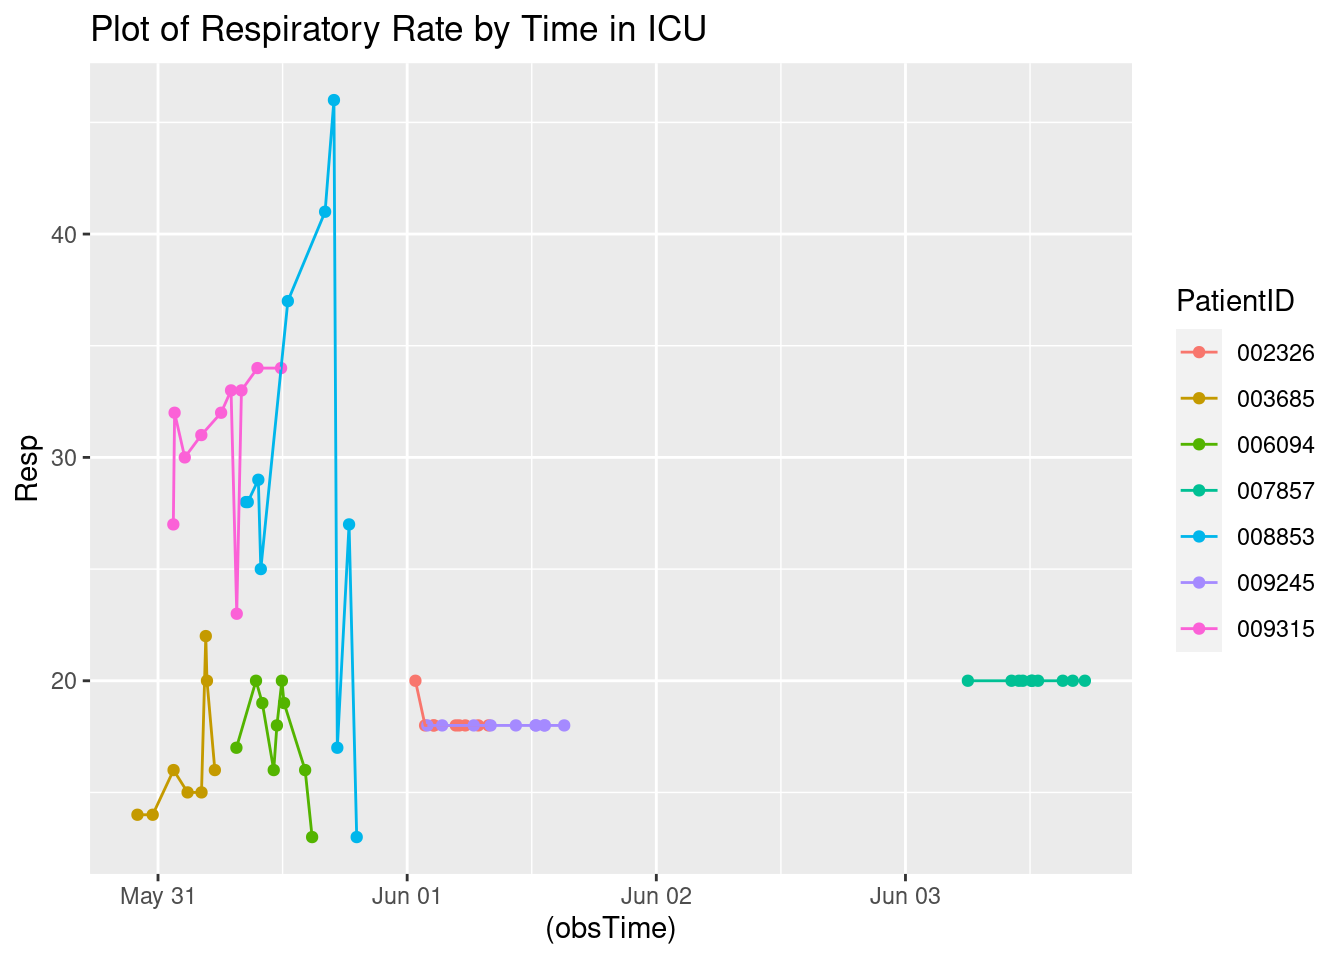 Plot of Respiratory Rate by Time in ICU
40
30
20
Resp
May 31
Jun 01
Jun 02
Jun 03
(obsTime)
PatientID
002326
003685
006094
007857
008853
009245
009315